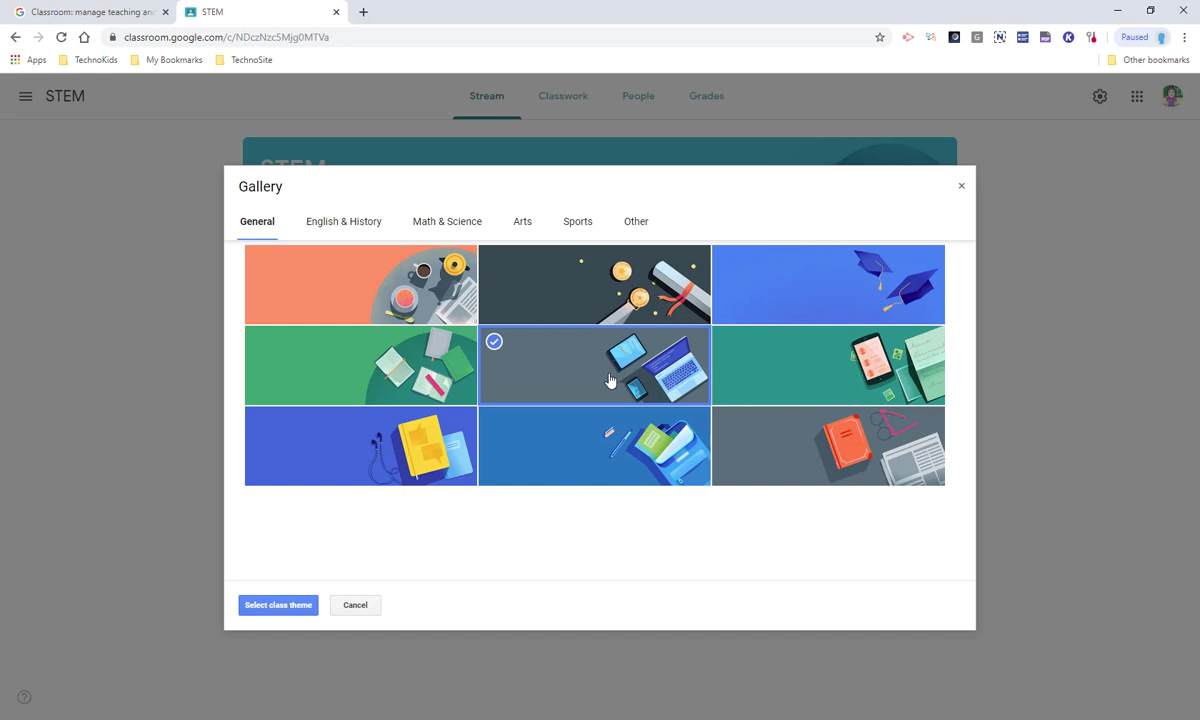 Classroom: manage teaching an
STEM
classroom.google.com/c/NDczNzc5Mjg0MTVa
Paused
Apps
TechnoKids
My Bookmarks
TechnoSite
Other bookmarks
STEM
Stream
Classwork
People
Grades
STEM
Gallery
General
English & History
Math & Science
Arts
Sports
Other
Select class theme
Cancel